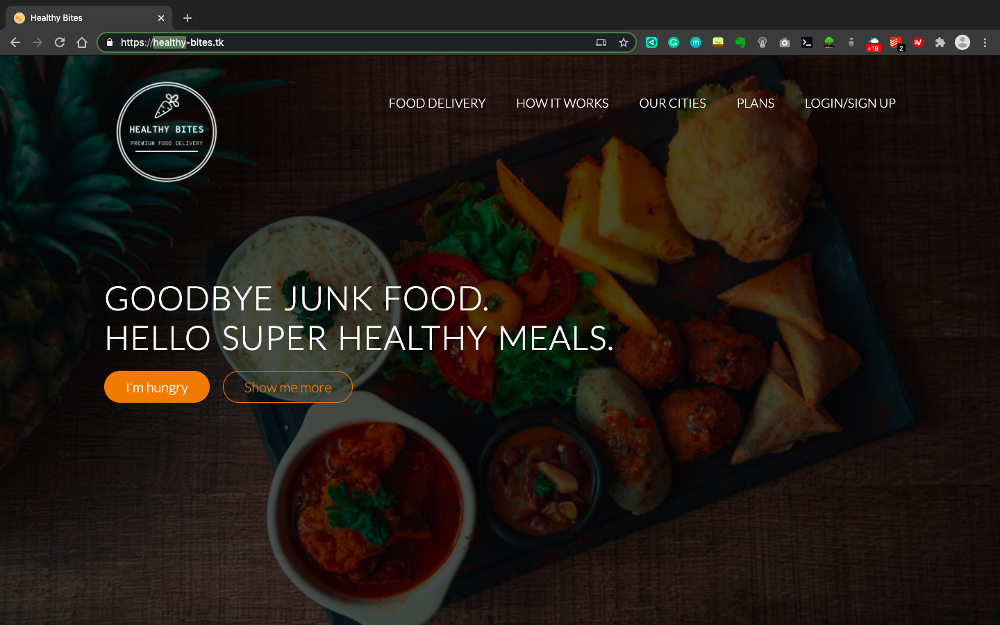 Healthy Bites
https://healthy-bites.tk
+18
2
HEALTHY BITES
PREMIUM FOOD DELIVERY
FOOD DELIVERY
HOW IT WORKS
OUR CITIES
PLANS
LOGIN/SIGN UP
GOODBYE JUNK FOOD.
HELLO SUPER HEALTHY MEALS.
I'm hungry
Show me more